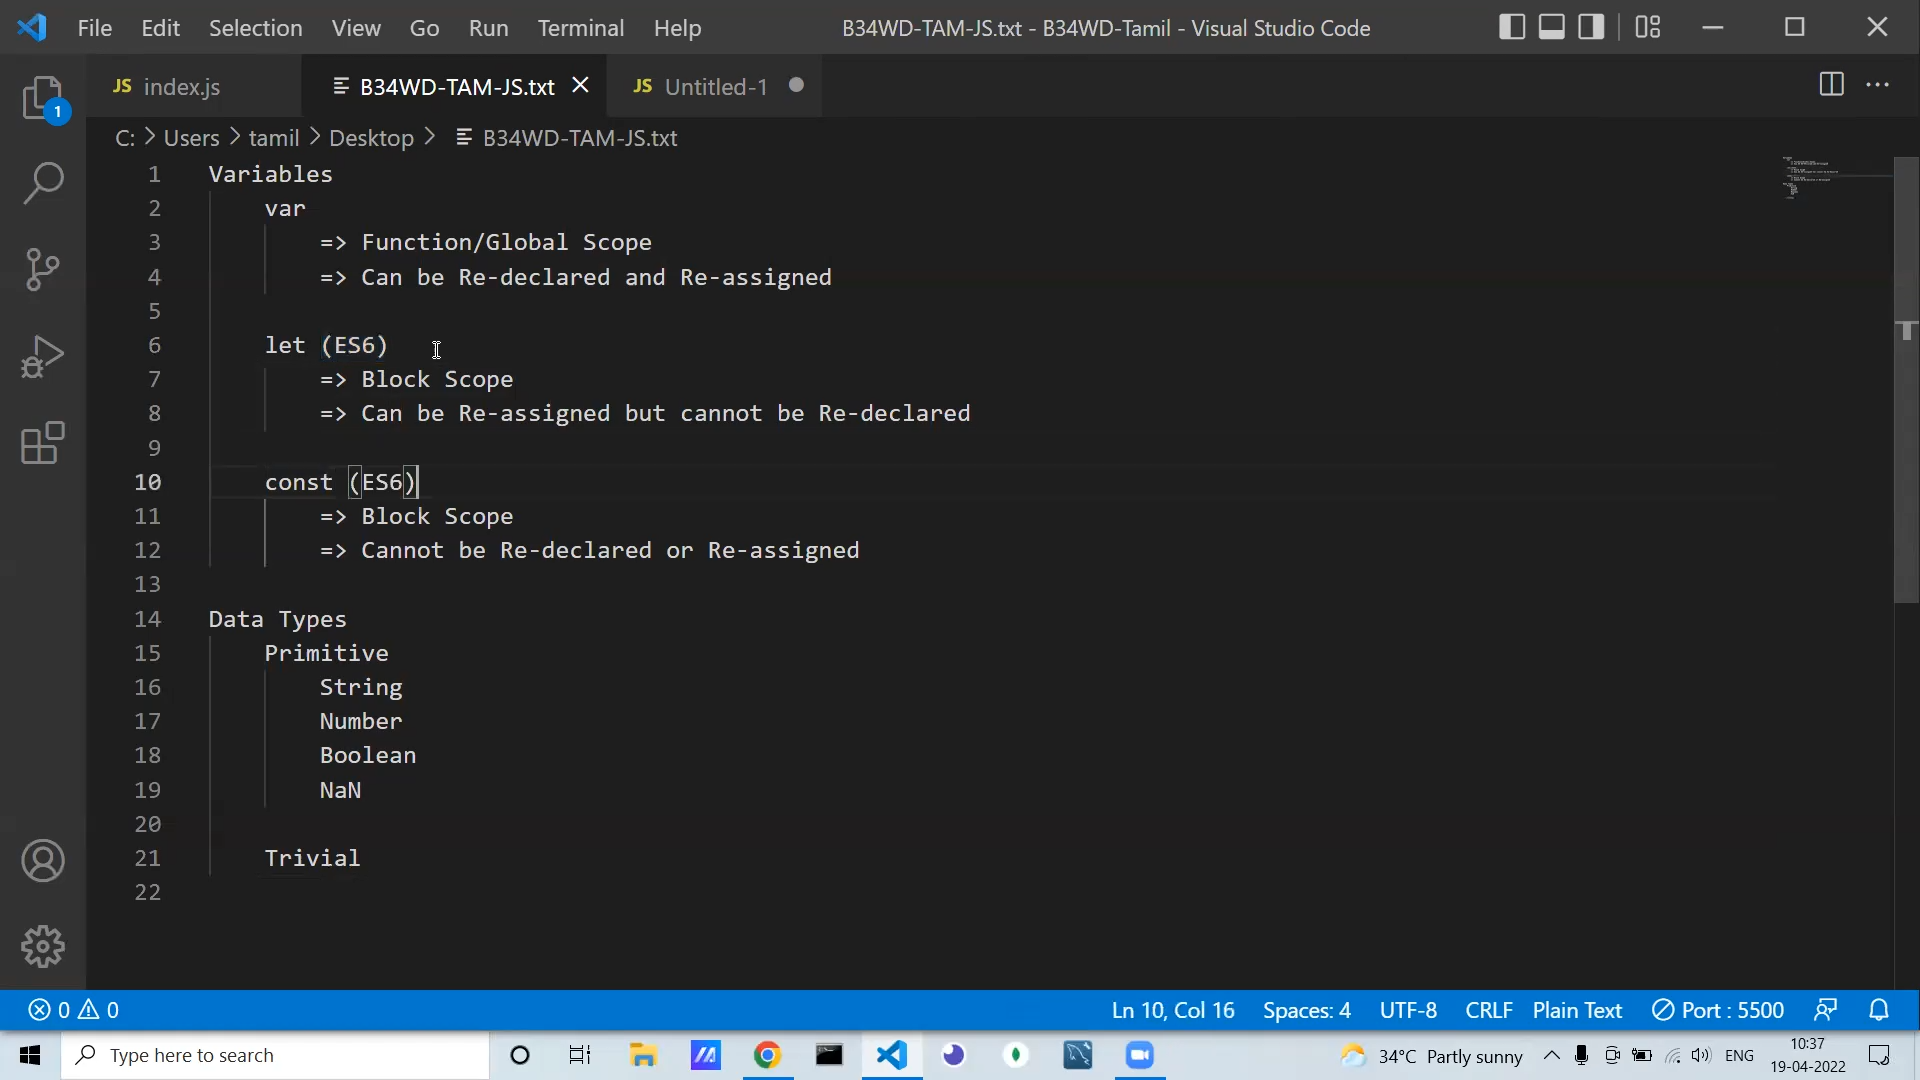 File Edit Selection View Go Run Terminal Help B34WD-TAM-JS.txt - B34WD-Tamil - Visual Studio Code
JS index.js B34WD-TAM-JS.txt JS Untitled-1
1
C: > Users > tamil > Desktop > B34WD-TAM-JS.txt
1 Variables
2 var
3 => Function/Global Scope
4 => Can be Re-declared and Re-assigned
5
6 let (ES6)
7 => Block Scope
8 => Can be Re-assigned but cannot be Re-declared
9
10 const (ES6)
11 => Block Scope
12 => Cannot be Re-declared or Re-assigned
13
14 Data Types
15 Primitive
16 String
17 Number
18 Boolean
19 NaN
20
21 Trivial
22
0 0 Ln 10, Col 16 Spaces: 4 UTF-8 CRLF Plain Text Port : 5500
Type here to search 34°C Partly sunny ENG 10:37
19-04-2022